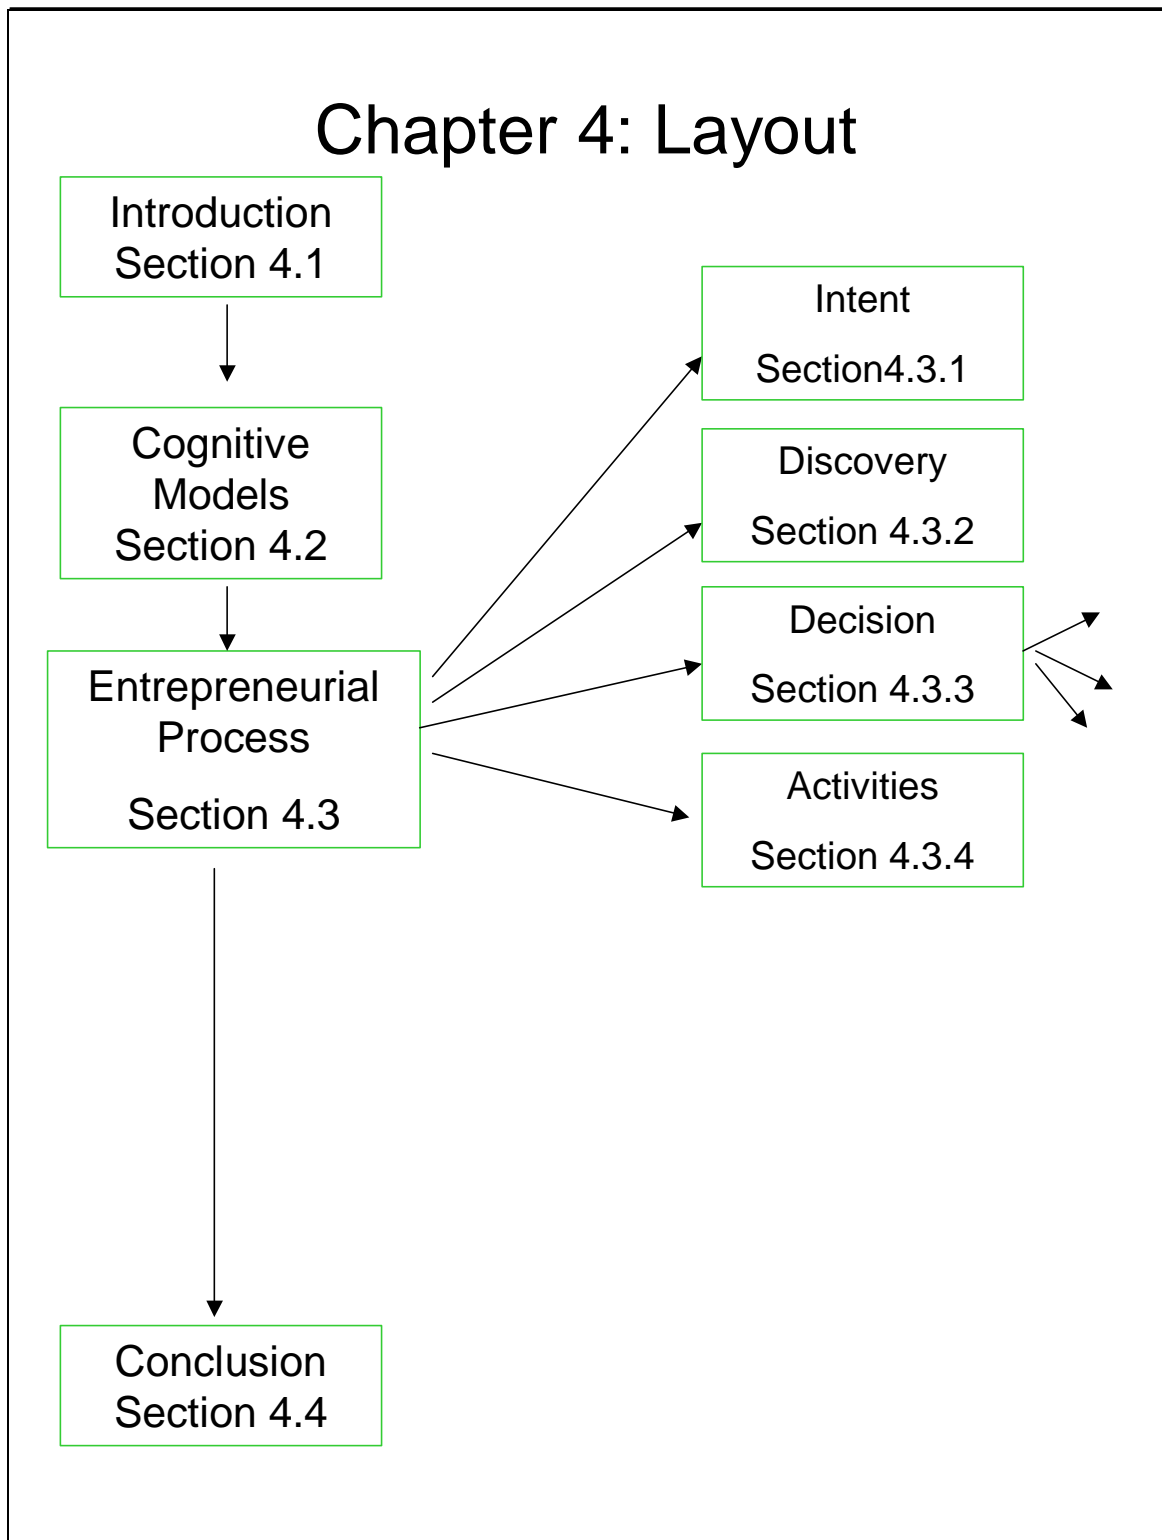 Chapter 4: Layout
Introduction
Section 4.1
Cognitive
Models
Section 4.2
Entrepreneurial
Process
Section 4.3
Intent
Section4.3.1
Discovery
Section 4.3.2
Decision
Section 4.3.3
Activities
Section 4.3.4
Conclusion
Section 4.4